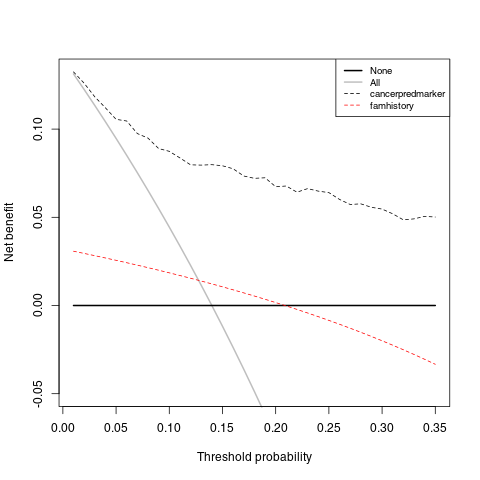 None
All
cancerpredmarker
famhistory
Net benefit
0.10
0.05
0.00
-0.05
0.00 0.05 0.10 0.15 0.20 0.25 0.30 0.35
Threshold probability